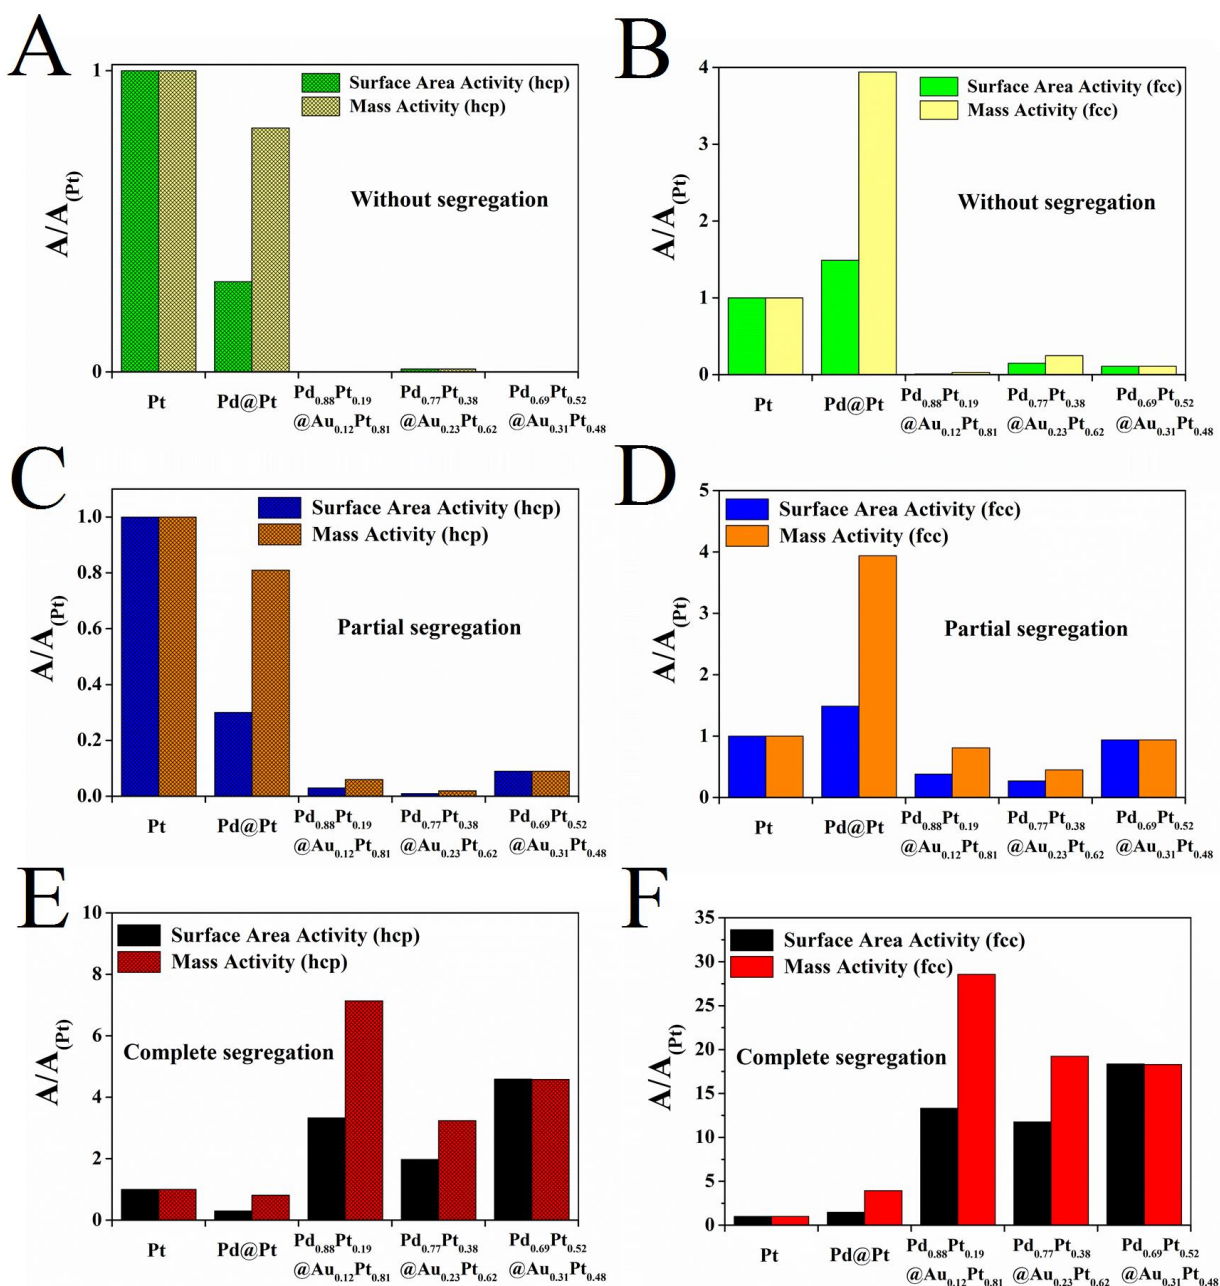 A
A/A(Pt)
1
0
Surface Area Activity (hcp)
Mass Activity (hcp)
Without segregation
Pt
Pd@Pt
Pd0.88Pt0.19
@Au0.12Pt0.81
Pd0.77Pt0.38
@Au0.23Pt0.62
Pd0.69Pt0.52
@Au0.31Pt0.48
B
A/A(Pt)
4
3
2
1
0
Surface Area Activity (fcc)
Mass Activity (fcc)
Without segregation
Pt
Pd@Pt
Pd0.88Pt0.19
@Au0.12Pt0.81
Pd0.77Pt0.38
@Au0.23Pt0.62
Pd0.69Pt0.52
@Au0.31Pt0.48
C
A/A(Pt)
1.0
0.8
0.6
0.4
0.2
0.0
Surface Area Activity (hcp)
Mass Activity (hcp)
Partial segregation
Pt
Pd@Pt
Pd0.88Pt0.19
@Au0.12Pt0.81
Pd0.77Pt0.38
@Au0.23Pt0.62
Pd0.69Pt0.52
@Au0.31Pt0.48
D
A/A(Pt)
5
4
3
2
1
0
Surface Area Activity (fcc)
Mass Activity (fcc)
Partial segregation
Pt
Pd@Pt
Pd0.88Pt0.19
@Au0.12Pt0.81
Pd0.77Pt0.38
@Au0.23Pt0.62
Pd0.69Pt0.52
@Au0.31Pt0.48
E
A/A(Pt)
10
8
6
4
2
0
Surface Area Activity (hcp)
Mass Activity (hcp)
Complete segregation
Pt
Pd@Pt
Pd0.88Pt0.19
@Au0.12Pt0.81
Pd0.77Pt0.38
@Au0.23Pt0.62
Pd0.69Pt0.52
@Au0.31Pt0.48
F
A/A(Pt)
35
30
25
20
15
10
5
0
Surface Area Activity (fcc)
Mass Activity (fcc)
Complete segregation
Pt
Pd@Pt
Pd0.88Pt0.19
@Au0.12Pt0.81
Pd0.77Pt0.38
@Au0.23Pt0.62
Pd0.69Pt0.52
@Au0.31Pt0.48